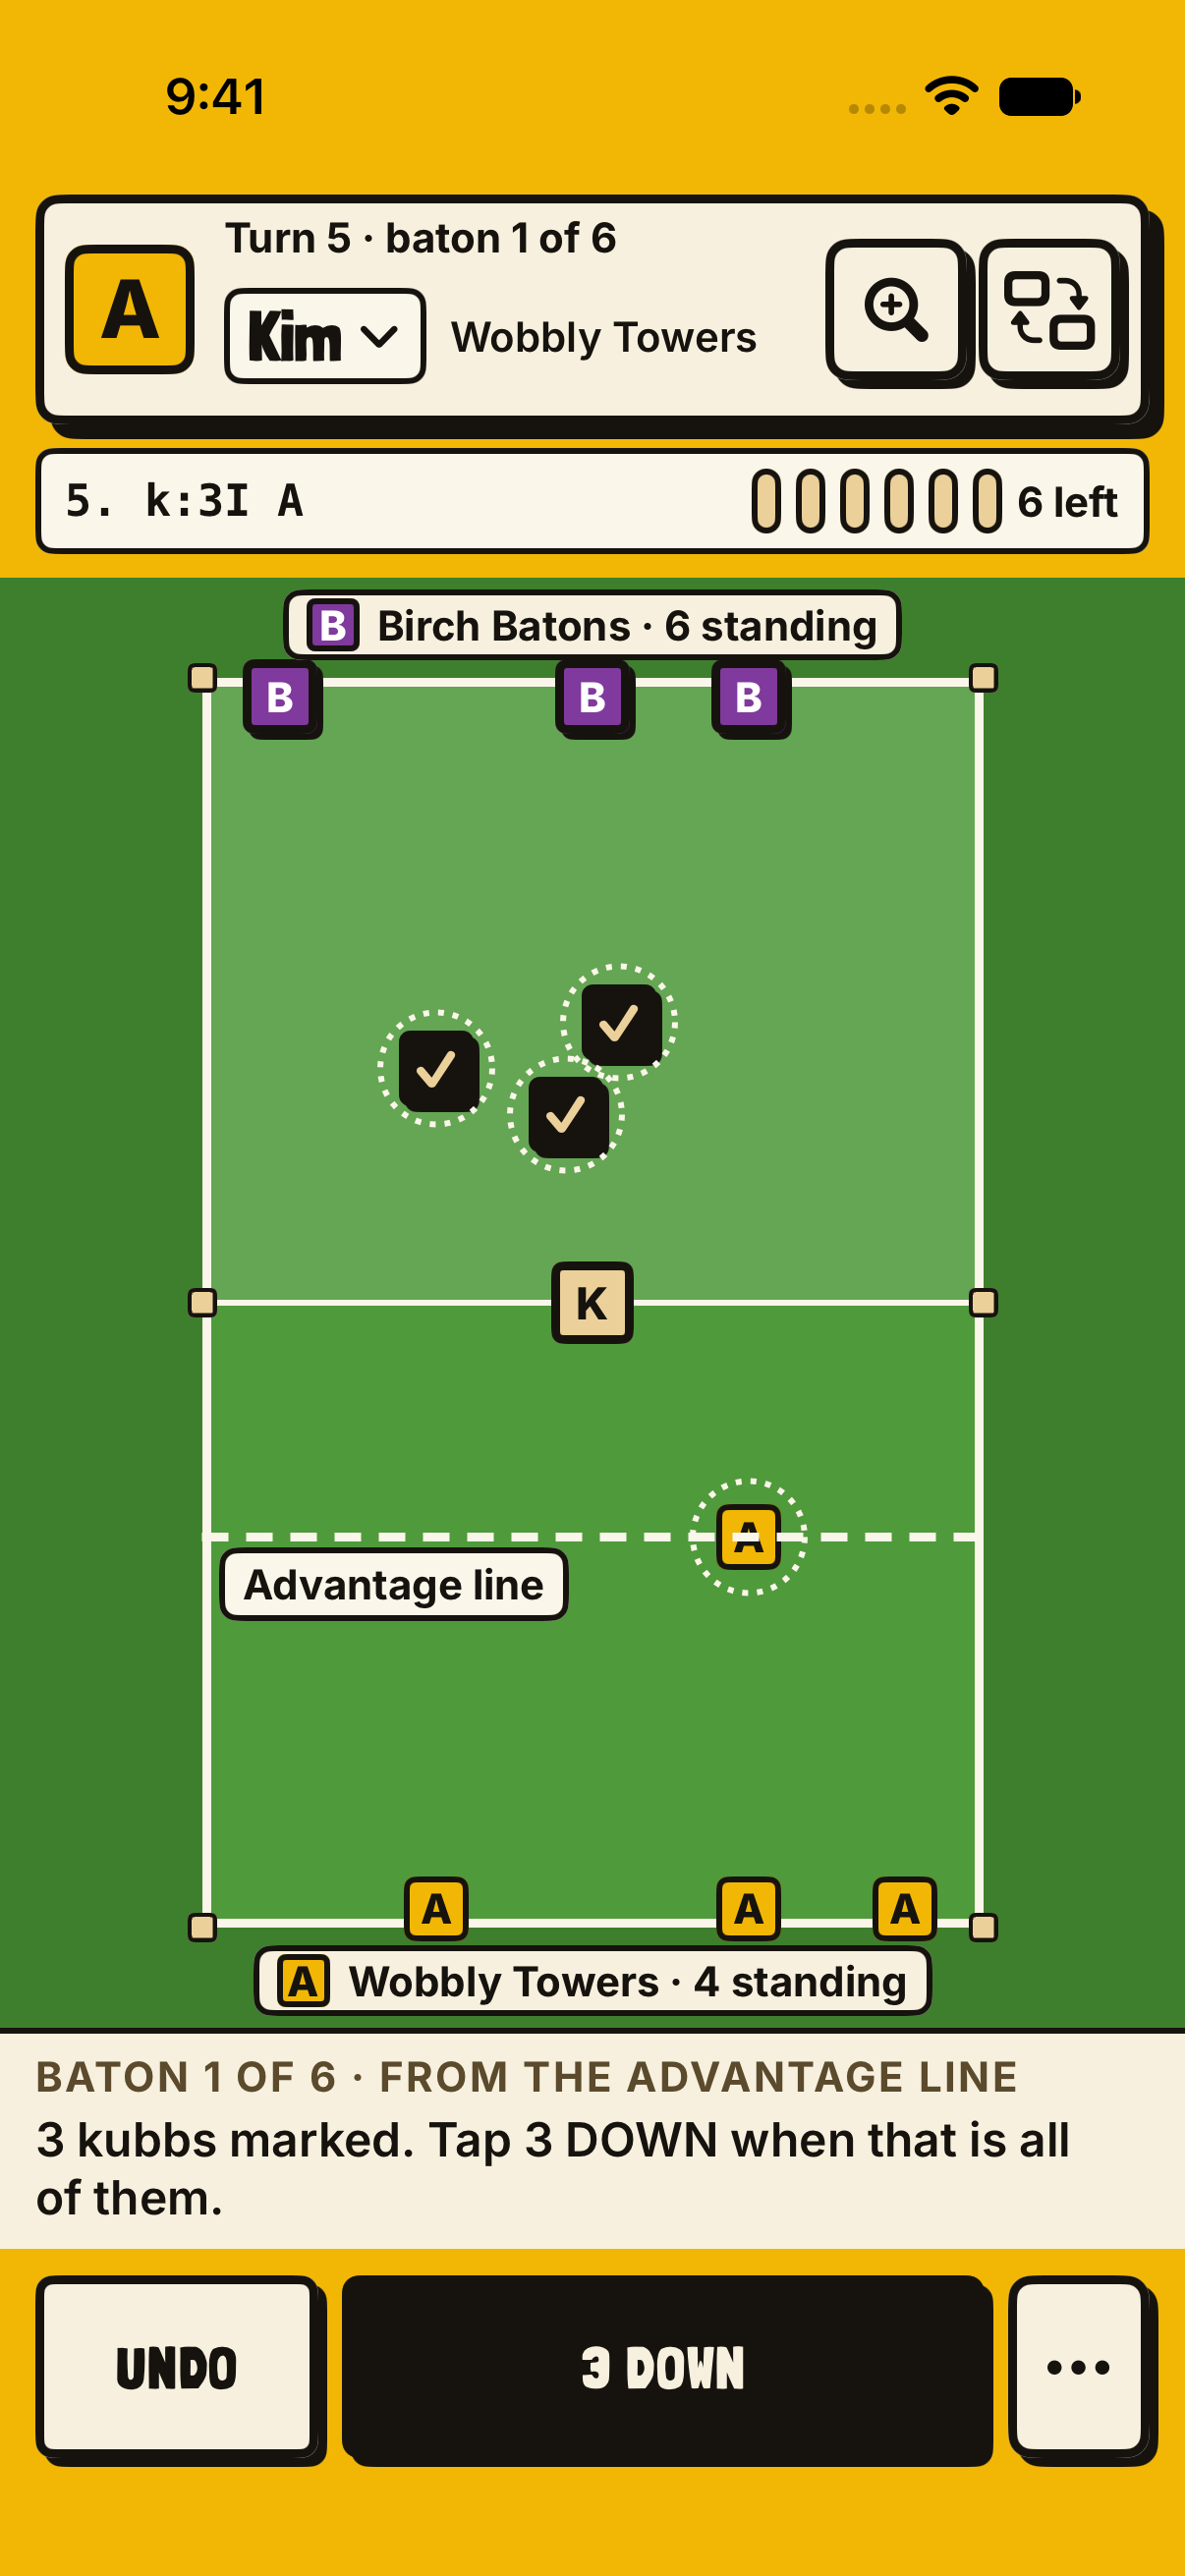 9:41
A
Turn 5 · baton 1 of 6
Kim
Wobbly Towers
5. k:3I A
6 left
B Birch Batons · 6 standing
B B B
K
A
Advantage line
A A A
A Wobbly Towers · 4 standing
BATON 1 OF 6 · FROM THE ADVANTAGE LINE
3 kubbs marked. Tap 3 DOWN when that is all
of them.
UNDO
3 DOWN